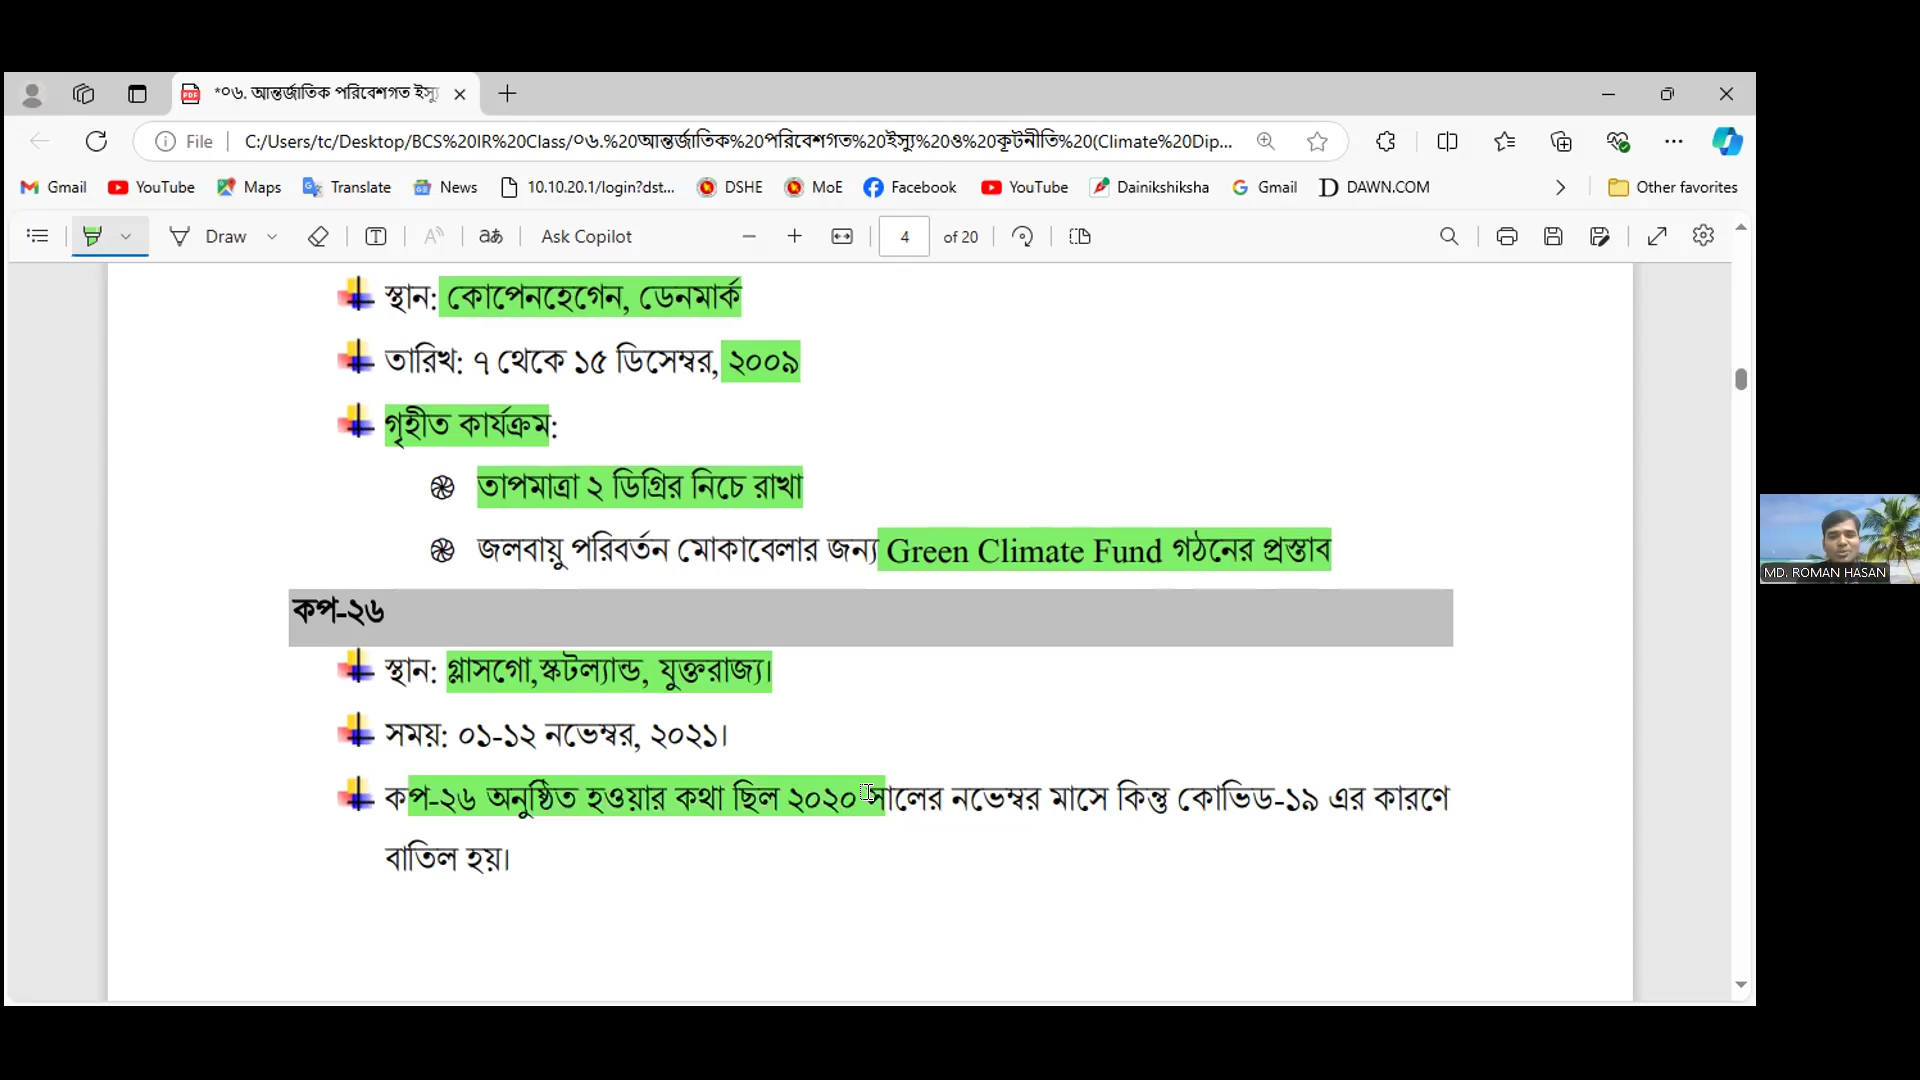 *০৬. আন্তর্জাতিক পরিবেশগত ইস্যু
File
C:/Users/tc/Desktop/BCS%20IR%20Class/০৬.%20আন্তর্জাতিক%20পরিবেশগত%20ইস্যু%20ও%20কূটনীতি%20(Climate%20Dip...
Gmail YouTube Maps Translate News 10.10.20.1/login?dst... DSHE MoE Facebook YouTube Dainikshiksha Gmail DAWN.COM Other favorites
Draw Ask Copilot 4 of 20
স্থান: কোপেনহেগেন, ডেনমার্ক
তারিখ: ৭ থেকে ১৫ ডিসেম্বর, ২০০৯
গৃহীত কার্যক্রম:
তাপমাত্রা ২ ডিগ্রির নিচে রাখা
জলবায়ু পরিবর্তন মোকাবেলার জন্য Green Climate Fund গঠনের প্রস্তাব
MD. ROMAN HASAN
কপ-২৬
স্থান: গ্লাসগো,স্কটল্যান্ড, যুক্তরাজ্য।
সময়: ০১-১২ নভেম্বর, ২০২১।
কপ-২৬ অনুষ্ঠিত হওয়ার কথা ছিল ২০২০ সালের নভেম্বর মাসে কিন্তু কোভিড-১৯ এর কারণে
বাতিল হয়।